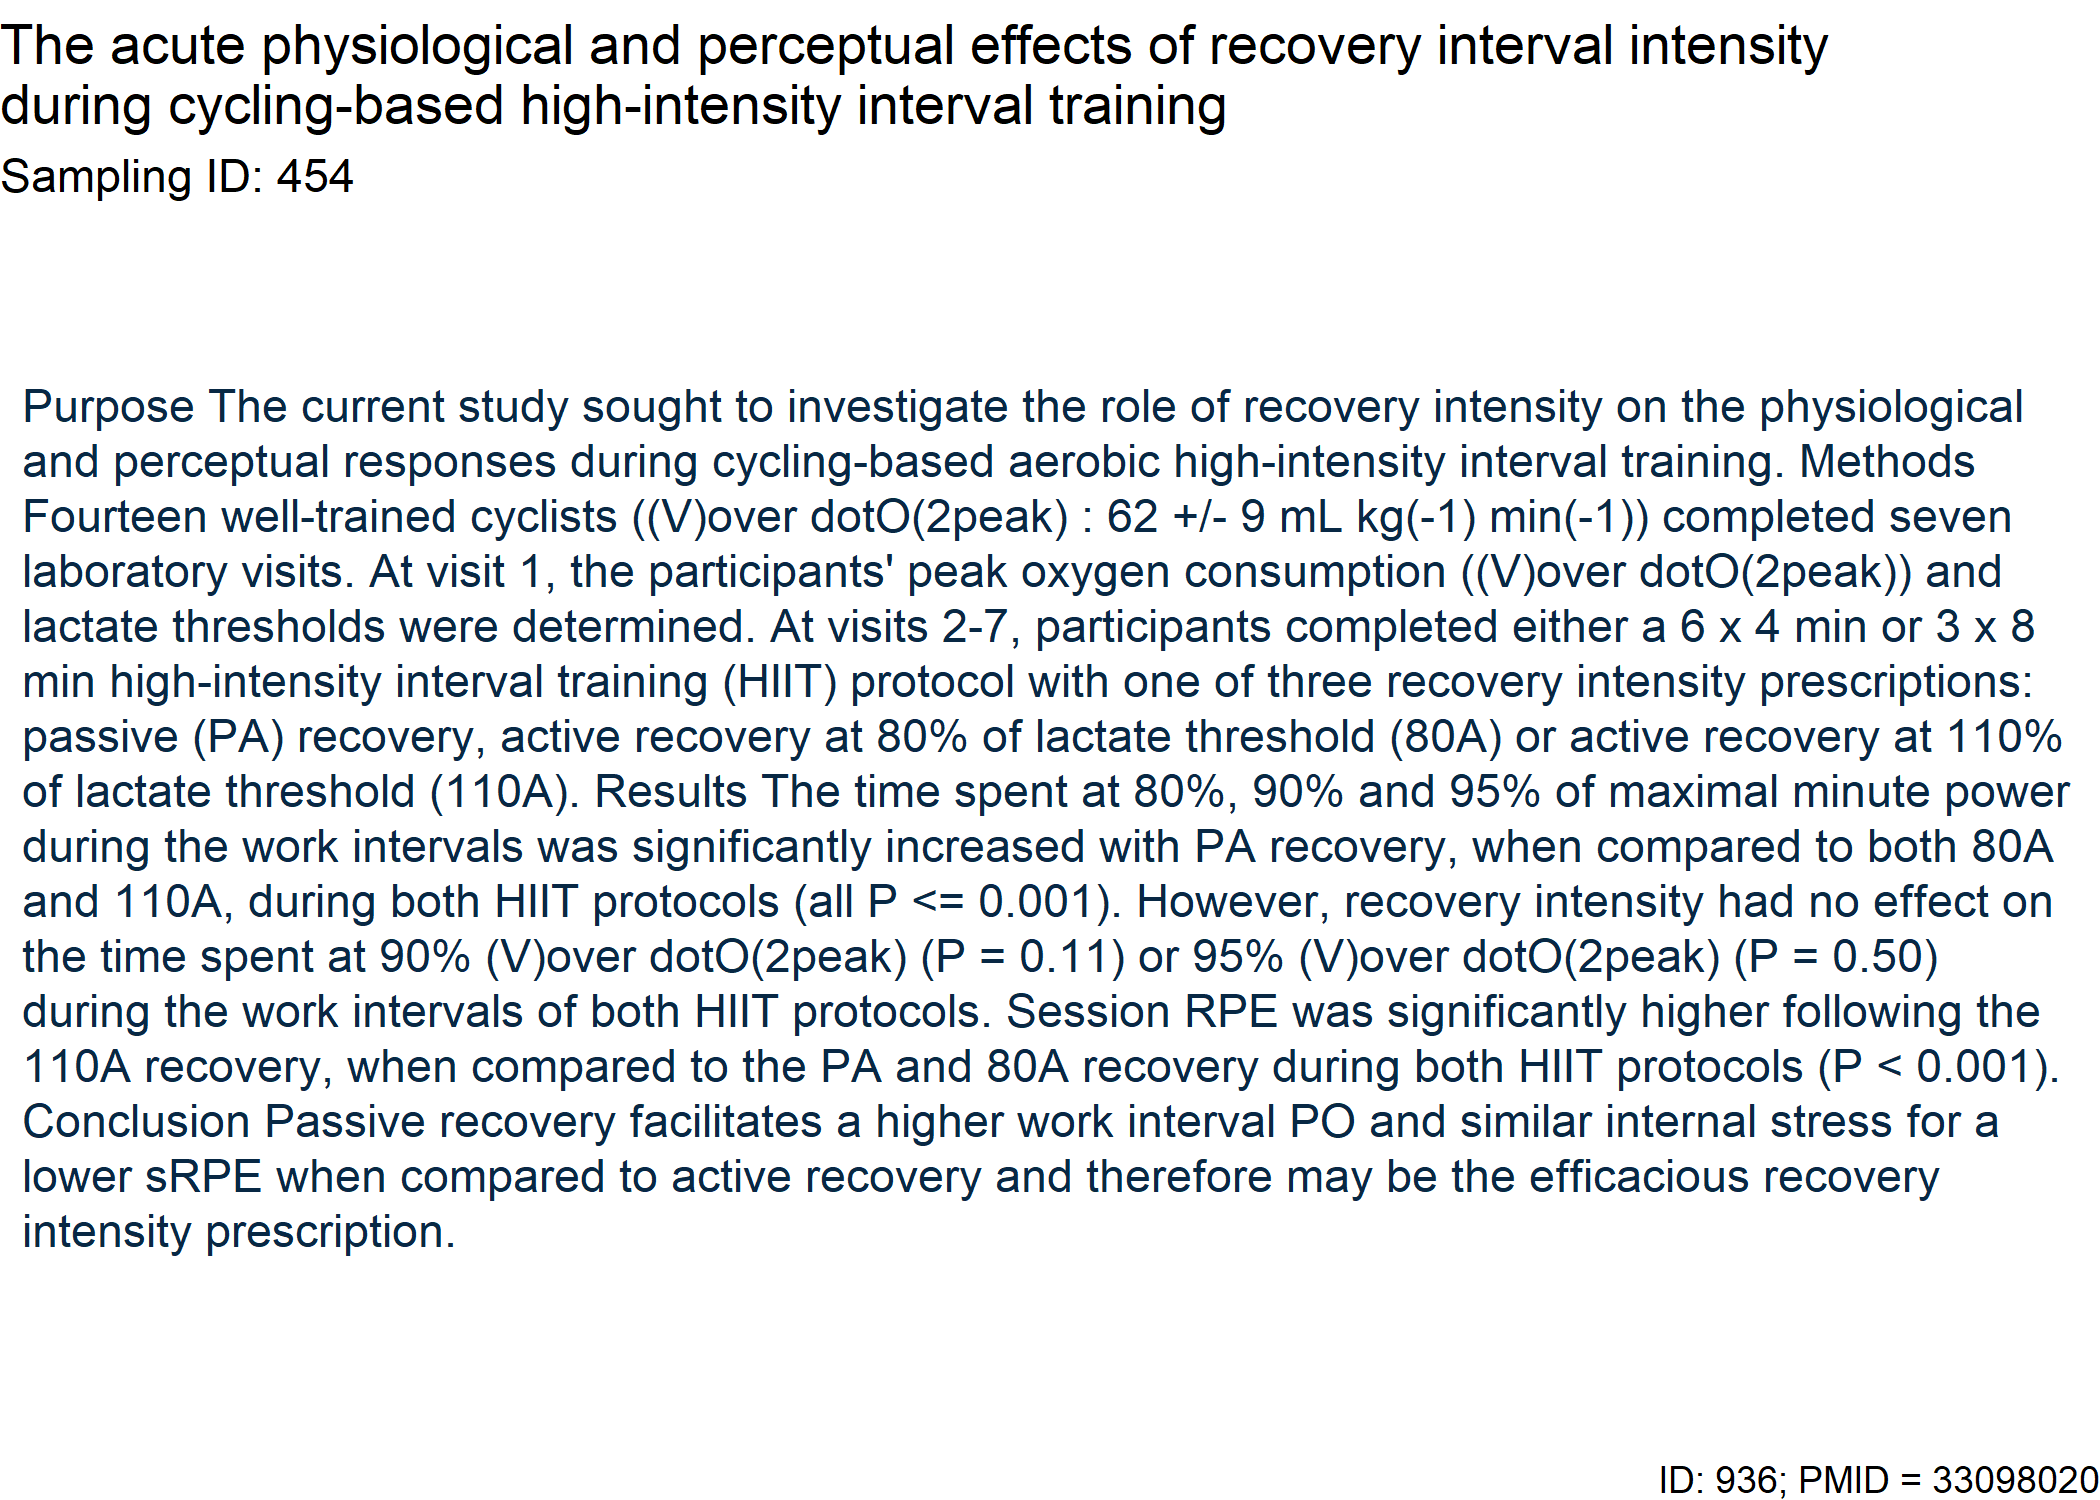 The acute physiological and perceptual effects of recovery interval intensity
during cycling-based high-intensity interval training
Sampling ID: 454
Purpose The current study sought to investigate the role of recovery intensity on the physiological
and perceptual responses during cycling-based aerobic high-intensity interval training. Methods
Fourteen well-trained cyclists ((V)over dotO(2peak) : 62 +/- 9 mL kg(-1) min(-1)) completed seven
laboratory visits. At visit 1, the participants' peak oxygen consumption ((V)over dotO(2peak)) and
lactate thresholds were determined. At visits 2-7, participants completed either a 6 x 4 min or 3 x 8
min high-intensity interval training (HIIT) protocol with one of three recovery intensity prescriptions:
passive (PA) recovery, active recovery at 80% of lactate threshold (80A) or active recovery at 110%
of lactate threshold (110A). Results The time spent at 80%, 90% and 95% of maximal minute power
during the work intervals was significantly increased with PA recovery, when compared to both 80A
and 110A, during both HIIT protocols (all P <= 0.001). However, recovery intensity had no effect on
the time spent at 90% (V)over dotO(2peak) (P = 0.11) or 95% (V)over dotO(2peak) (P = 0.50)
during the work intervals of both HIIT protocols. Session RPE was significantly higher following the
110A recovery, when compared to the PA and 80A recovery during both HIIT protocols (P < 0.001).
Conclusion Passive recovery facilitates a higher work interval PO and similar internal stress for a
lower sRPE when compared to active recovery and therefore may be the efficacious recovery
intensity prescription.
ID: 936; PMID = 33098020